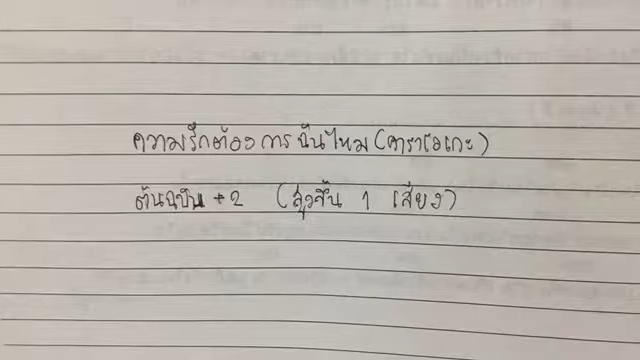 ความรักต้องการฉันไหม (คาราโอเกะ)
ต้นฉบับ +2 (สูงขึ้น 1 เสียง)